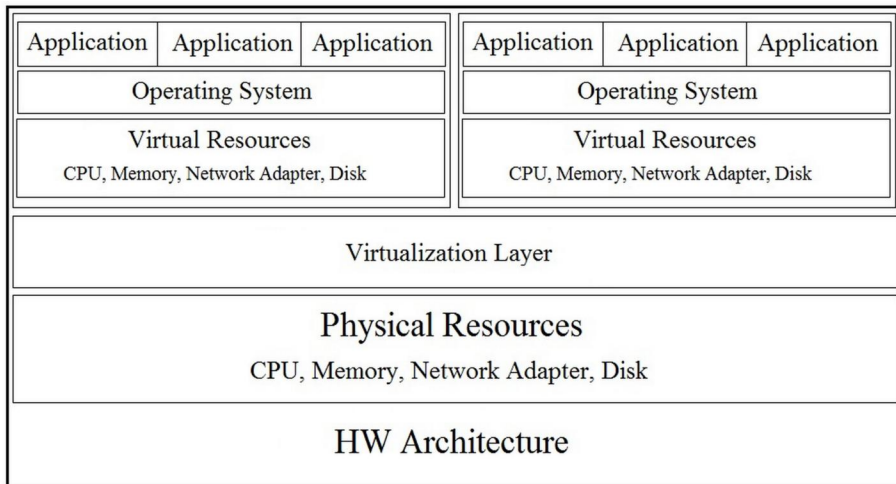 Application Application Application
Operating System
Virtual Resources
CPU, Memory, Network Adapter, Disk
Application Application Application
Operating System
Virtual Resources
CPU, Memory, Network Adapter, Disk
Virtualization Layer
Physical Resources
CPU, Memory, Network Adapter, Disk
HW Architecture